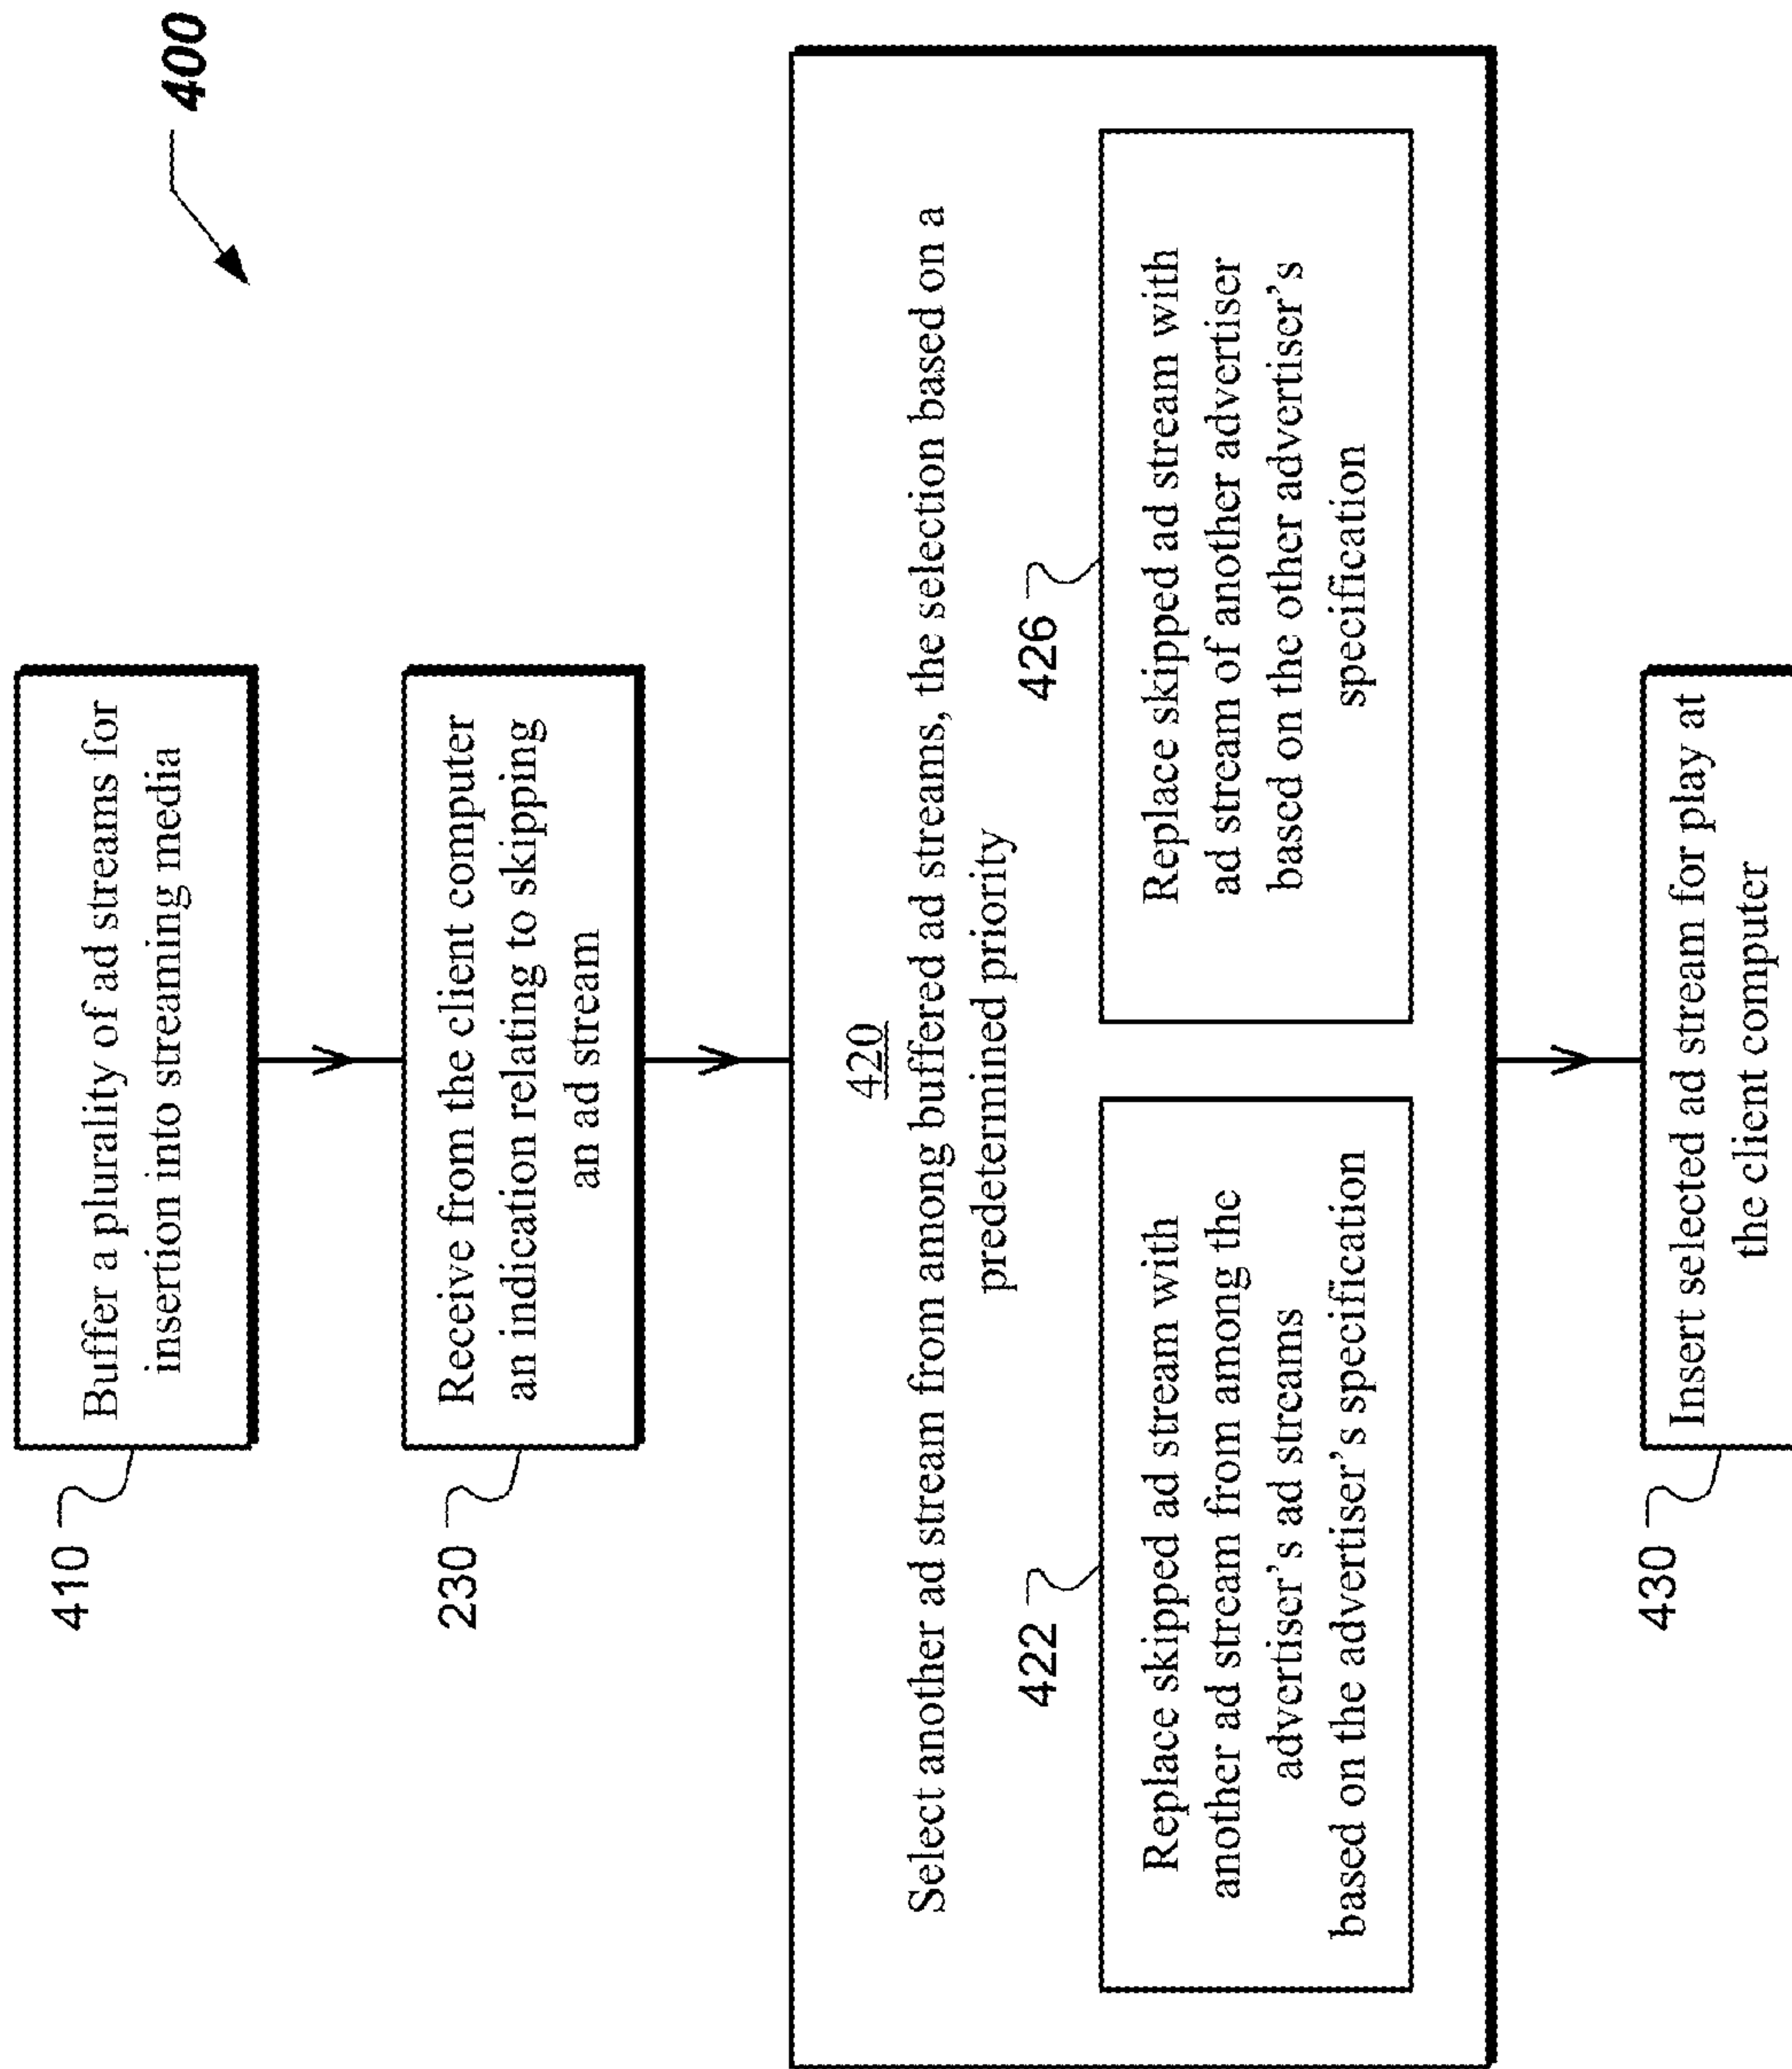 400
410
Buffer a plurality of ad streams for
insertion into streaming media
230
Receive from the client computer
an indication relating to skipping
an ad stream
420
Select another ad stream from among buffered ad streams, the selection based on a
predetermined priority
422
Replace skipped ad stream with
another ad stream from among the
advertiser's ad streams
based on the advertiser's specification
426
Replace skipped ad stream with
ad stream of another advertiser
based on the other advertiser's
specification
430
Insert selected ad stream for play at
the client computer